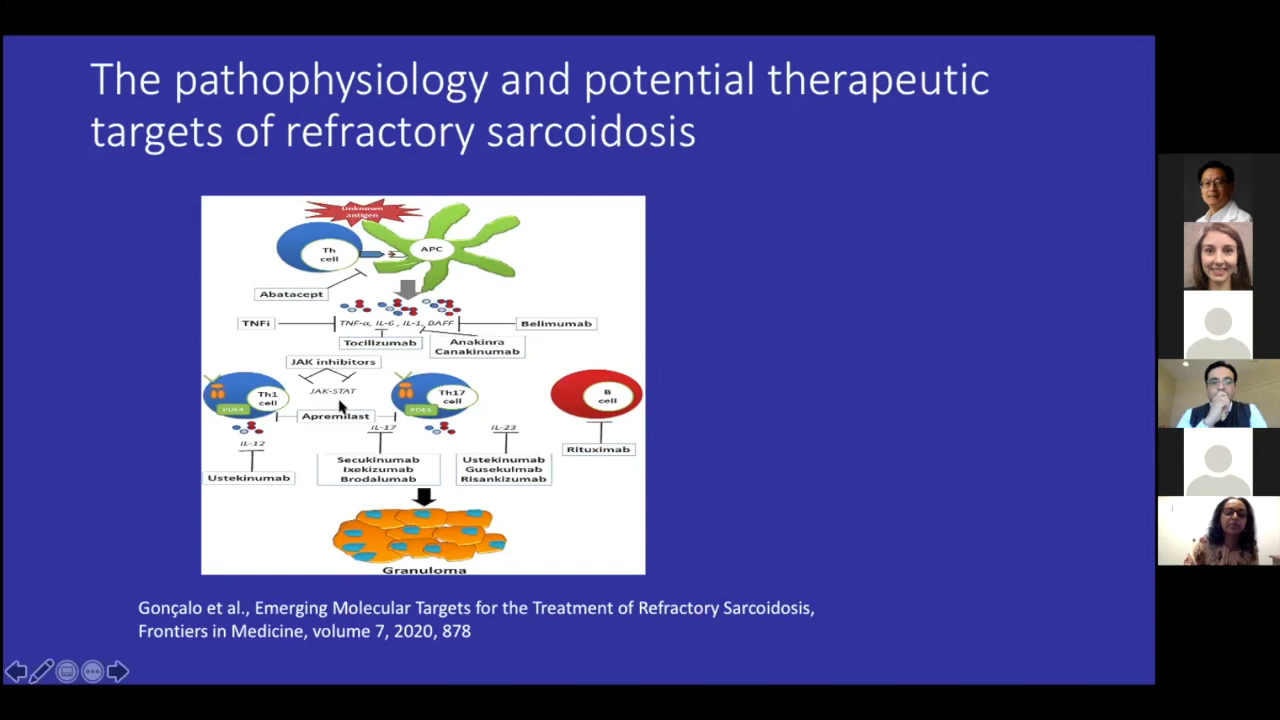 The pathophysiology and potential therapeutic
targets of refractory sarcoidosis
Unknown
antigen
Th
cell
APC
Abatacept
TNFi
TNF-α, IL-6 , IL-1, BAFF
Belimumab
Tocilizumab
Anakinra
Canakinumab
JAK inhibitors
JAK-STAT
Th1
cell
PDE4
Th17
cell
PDE4
B
cell
Apremilast
IL-12
IL-17
IL-23
Rituximab
Ustekinumab
Secukinumab
Ixekizumab
Brodalumab
Ustekinumab
Gusekulmab
Risankizumab
Granuloma
Gonçalo et al., Emerging Molecular Targets for the Treatment of Refractory Sarcoidosis,
Frontiers in Medicine, volume 7, 2020, 878